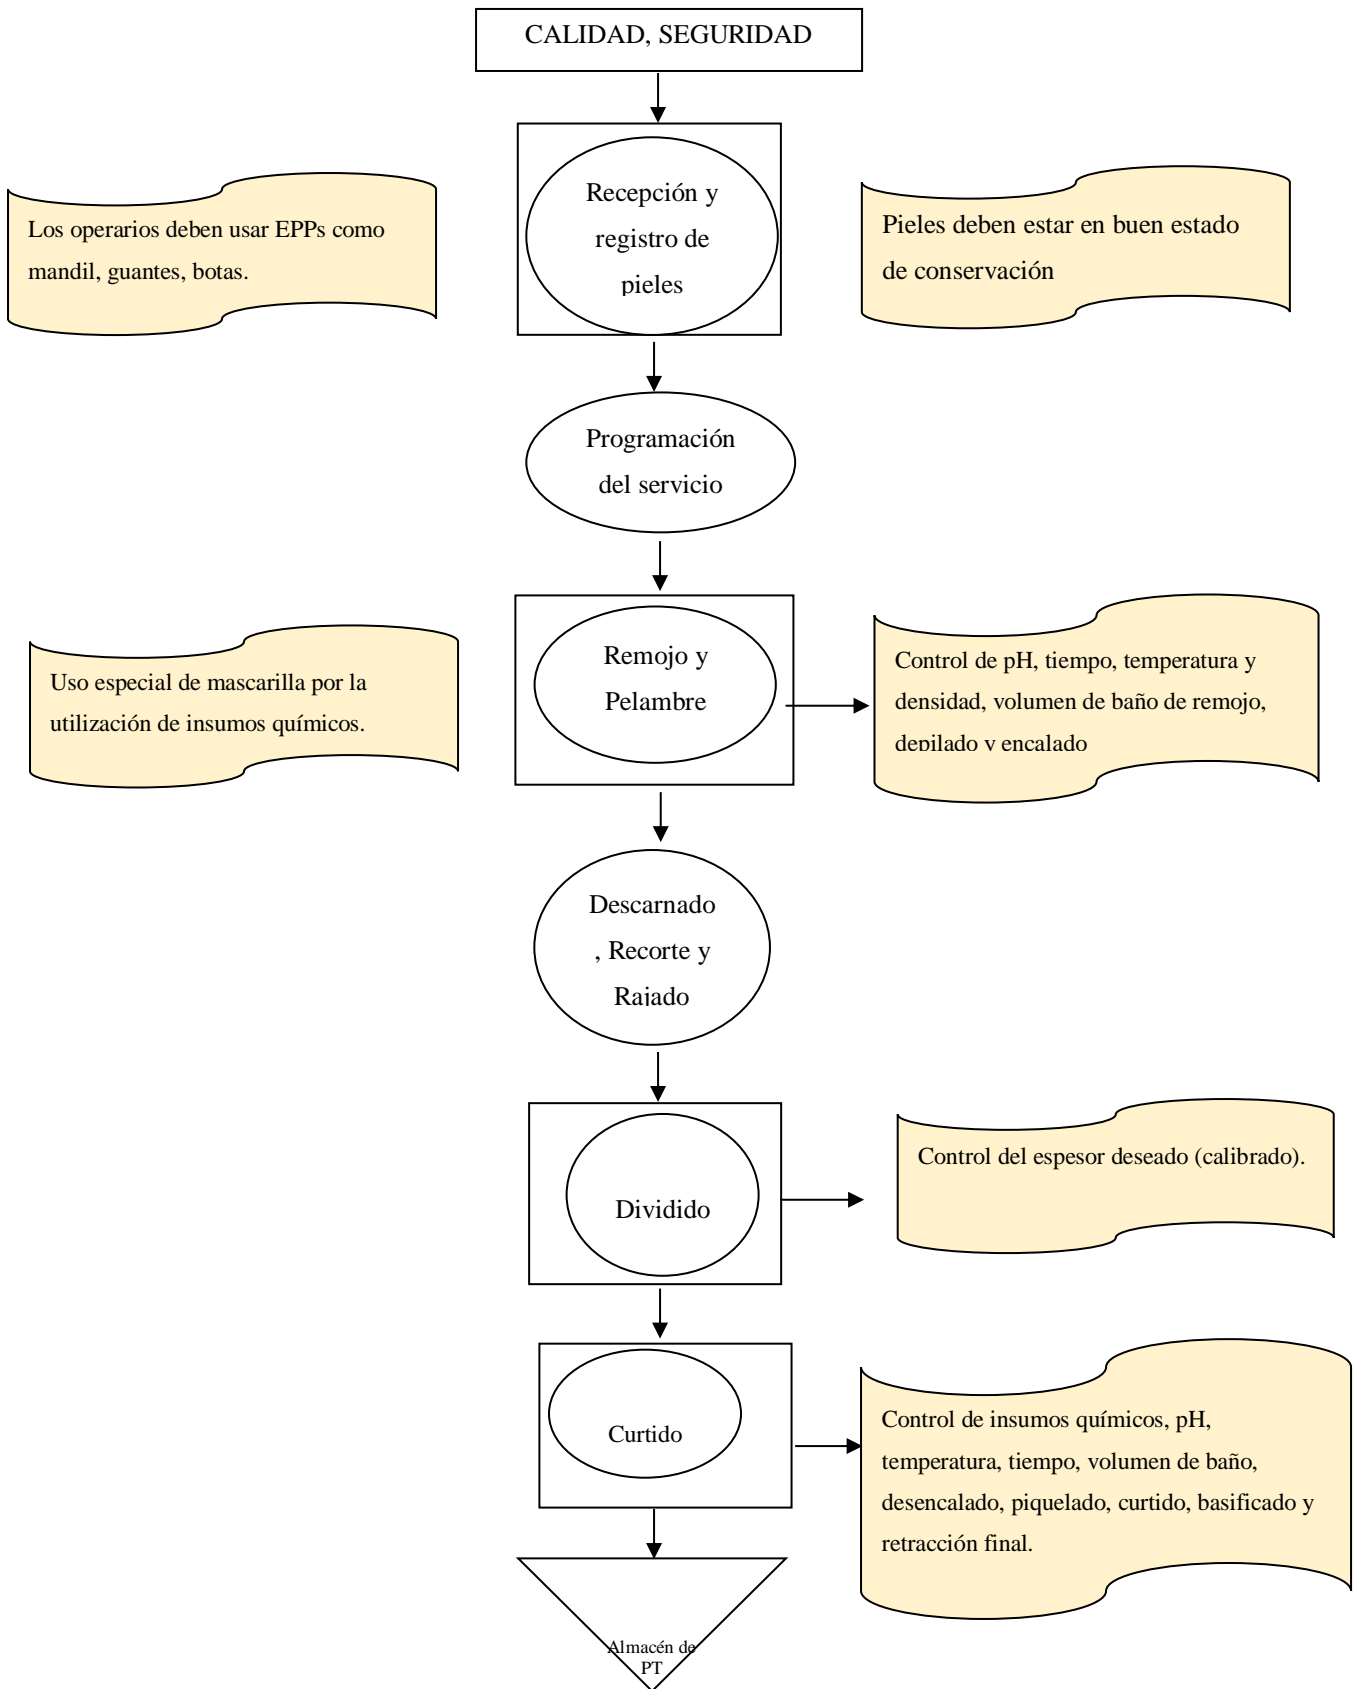 CALIDAD, SEGURIDAD
Recepción y
registro de
pieles
Los operarios deben usar EPPs como
mandil, guantes, botas.
Pieles deben estar en buen estado
de conservación
Programación
del servicio
Remojo y
Pelambre
Uso especial de mascarilla por la
utilización de insumos químicos.
Control de pH, tiempo, temperatura y
densidad, volumen de baño de remojo,
depilado y encalado
Descarnado
, Recorte y
Rajado
Dividido
Control del espesor deseado (calibrado).
Curtido
Control de insumos químicos, pH,
temperatura, tiempo, volumen de baño,
desencalado, piquelado, curtido, basificado y
retracción final.
Almacén de
PT